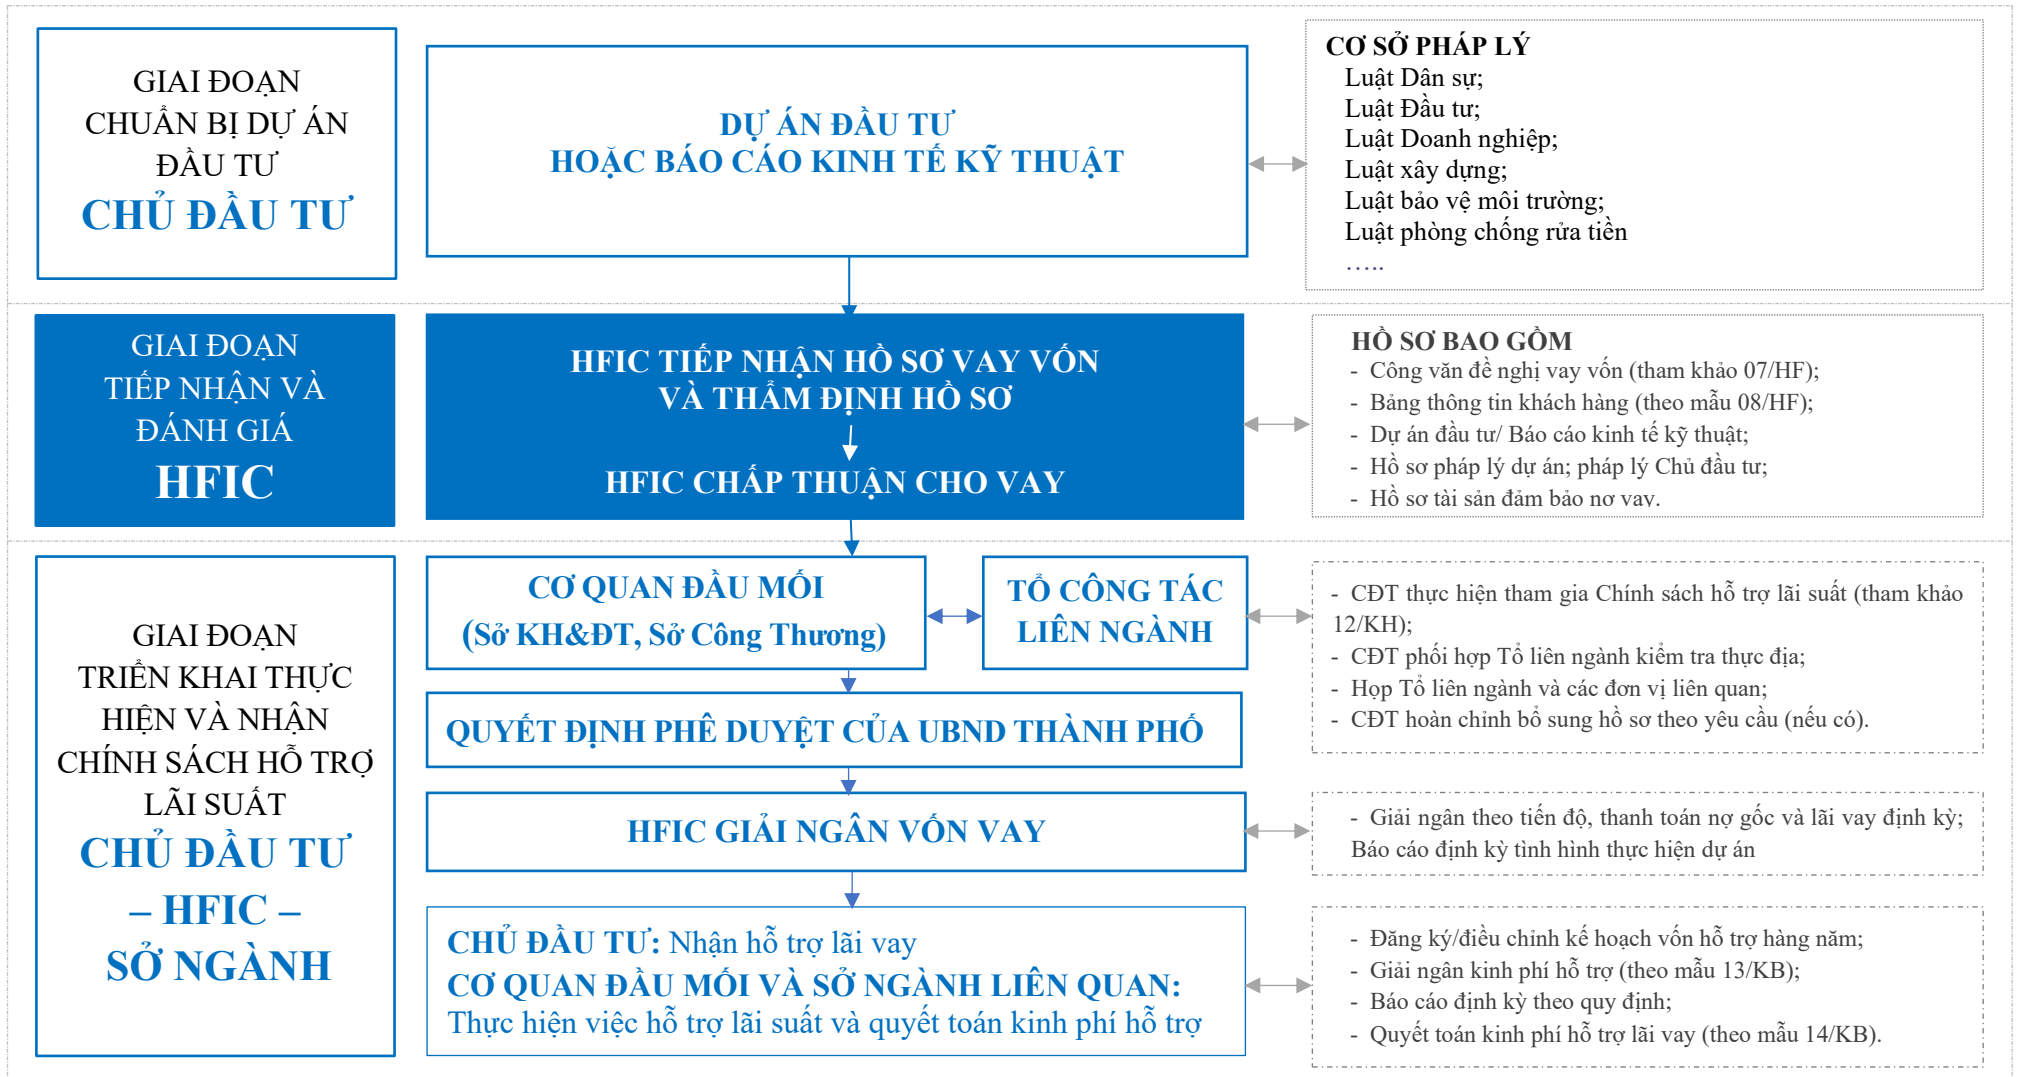 GIAI ĐOẠN
CHUẨN BỊ DỰ ÁN
ĐẦU TƯ
CHỦ ĐẦU TƯ
DỰ ÁN ĐẦU TƯ
HOẶC BÁO CÁO KINH TẾ KỸ THUẬT
CƠ SỞ PHÁP LÝ
Luật Dân sự;
Luật Đầu tư;
Luật Doanh nghiệp;
Luật xây dựng;
Luật bảo vệ môi trường;
Luật phòng chống rửa tiền
…..
GIAI ĐOẠN
TIẾP NHẬN VÀ
ĐÁNH GIÁ
HFIC
HFIC TIẾP NHẬN HỒ SƠ VAY VỐN
VÀ THẨM ĐỊNH HỒ SƠ
HFIC CHẤP THUẬN CHO VAY
HỒ SƠ BAO GỒM
- Công văn đề nghị vay vốn (tham khảo 07/HF);
- Bảng thông tin khách hàng (theo mẫu 08/HF);
- Dự án đầu tư/ Báo cáo kinh tế kỹ thuật;
- Hồ sơ pháp lý dự án; pháp lý Chủ đầu tư;
- Hồ sơ tài sản đảm bảo nợ vay.
GIAI ĐOẠN
TRIỂN KHAI THỰC
HIỆN VÀ NHẬN
CHÍNH SÁCH HỖ TRỢ
LÃI SUẤT
CHỦ ĐẦU TƯ
– HFIC –
SỞ NGÀNH
CƠ QUAN ĐẦU MỐI
(Sở KH&ĐT, Sở Công Thương)
TỔ CÔNG TÁC
LIÊN NGÀNH
- CĐT thực hiện tham gia Chính sách hỗ trợ lãi suất (tham khảo
12/KH);
- CĐT phối hợp Tổ liên ngành kiểm tra thực địa;
- Họp Tổ liên ngành và các đơn vị liên quan;
- CĐT hoàn chỉnh bổ sung hồ sơ theo yêu cầu (nếu có).
QUYẾT ĐỊNH PHÊ DUYỆT CỦA UBND THÀNH PHỐ
HFIC GIẢI NGÂN VỐN VAY
- Giải ngân theo tiến độ, thanh toán nợ gốc và lãi vay định kỳ;
Báo cáo định kỳ tình hình thực hiện dự án
CHỦ ĐẦU TƯ: Nhận hỗ trợ lãi vay
CƠ QUAN ĐẦU MỐI VÀ SỞ NGÀNH LIÊN QUAN:
Thực hiện việc hỗ trợ lãi suất và quyết toán kinh phí hỗ trợ
- Đăng ký/điều chỉnh kế hoạch vốn hỗ trợ hàng năm;
- Giải ngân kinh phí hỗ trợ (theo mẫu 13/KB);
- Báo cáo định kỳ theo quy định;
- Quyết toán kinh phí hỗ trợ lãi vay (theo mẫu 14/KB).